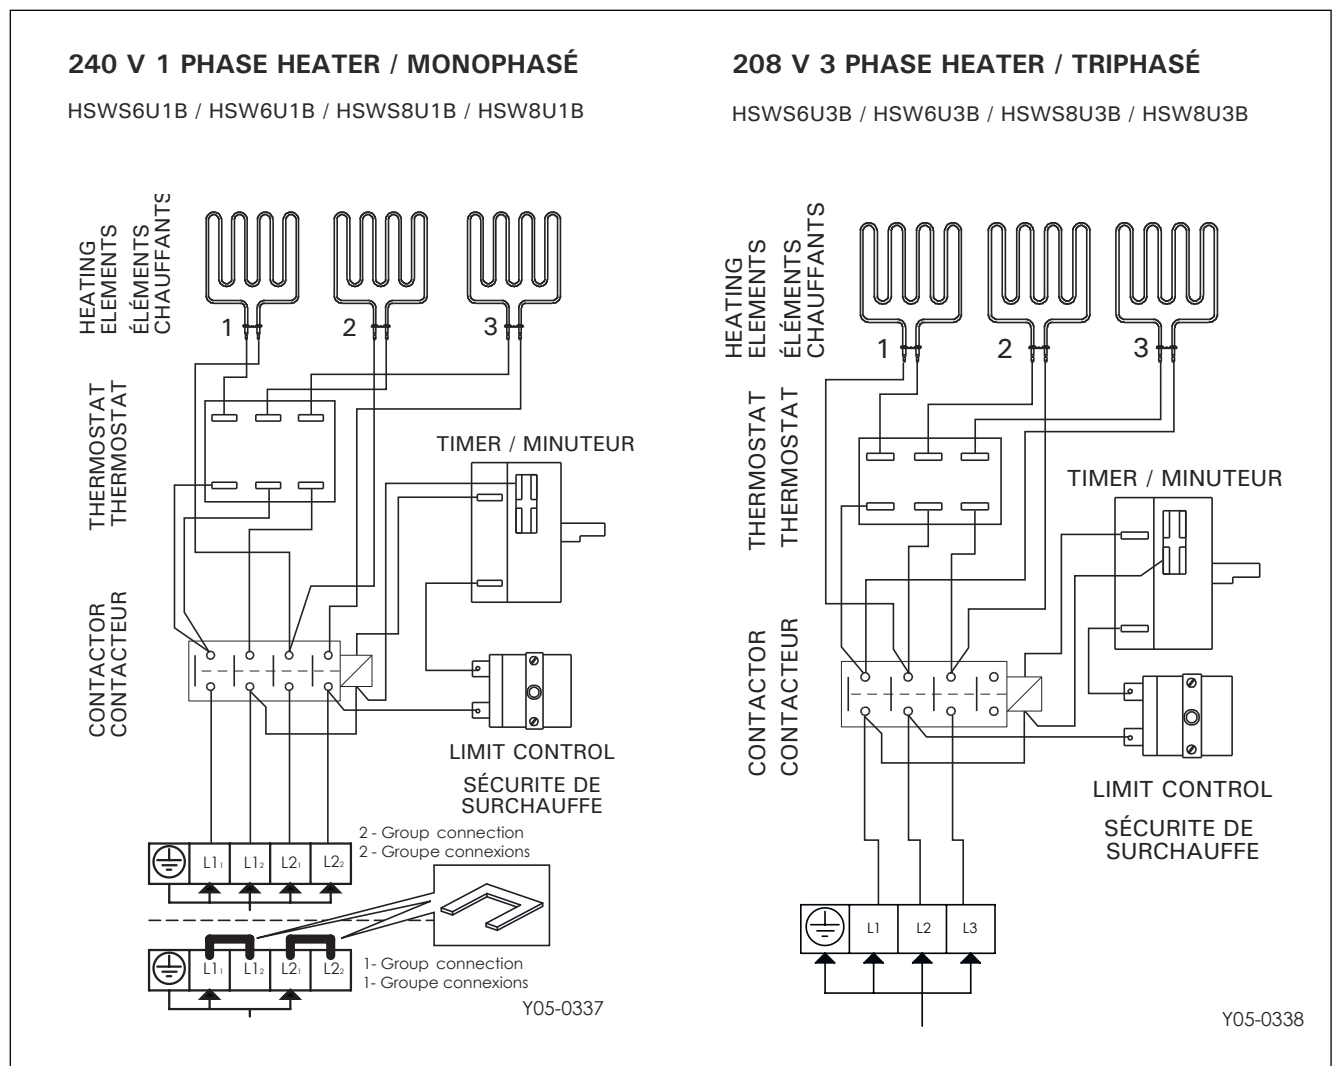 240 V 1 PHASE HEATER / MONOPHASÉ
HSWS6U1B / HSW6U1B / HSWS8U1B / HSW8U1B
HEATING
ELEMENTS
ÉLÉMENTS
CHAUFFANTS
1
2
3
THERMOSTAT
THERMOSTAT
TIMER / MINUTEUR
CONTACTOR
CONTACTEUR
LIMIT CONTROL
SÉCURITE DE
SURCHAUFFE
2 - Group connection
2 - Groupe connexions
L1₁ L1₂ L2₁ L2₂
L1₁ L1₂ L2₁ L2₂
1- Group connection
1- Groupe connexions
Y05-0337
208 V 3 PHASE HEATER / TRIPHASÉ
HSWS6U3B / HSW6U3B / HSWS8U3B / HSW8U3B
HEATING
ELEMENTS
ÉLÉMENTS
CHAUFFANTS
1
2
3
THERMOSTAT
THERMOSTAT
TIMER / MINUTEUR
CONTACTOR
CONTACTEUR
LIMIT CONTROL
SÉCURITE DE
SURCHAUFFE
L1 L2 L3
Y05-0338